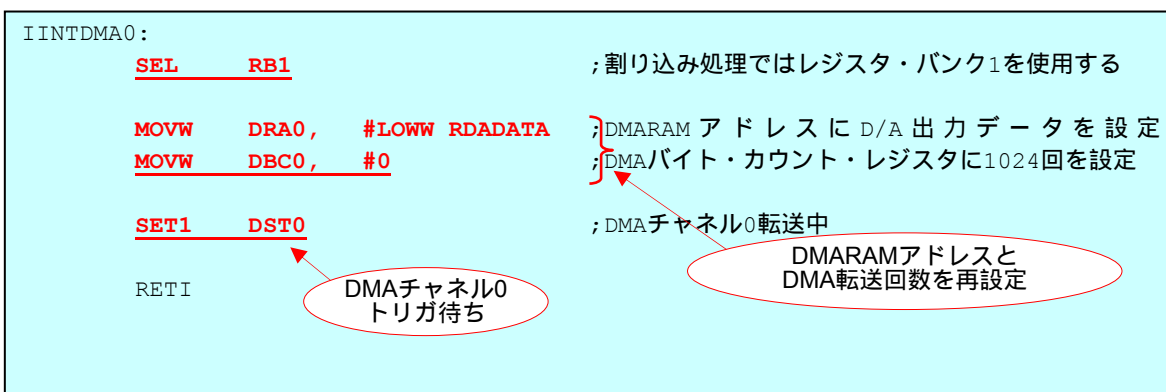 IINTDMA0:
SEL RB1 ;割り込み処理ではレジスタ・バンク1を使用する
MOVW DRA0, #LOWW RDADATA ;DMARAM アドレスに D/A 出力データを設定
MOVW DBC0, #0 ;DMAバイト・カウント・レジスタに1024回を設定
SET1 DST0 ;DMAチャネル0転送中
DMARAMアドレスと
DMA転送回数を再設定
RETI
DMAチャネル0
トリガ待ち